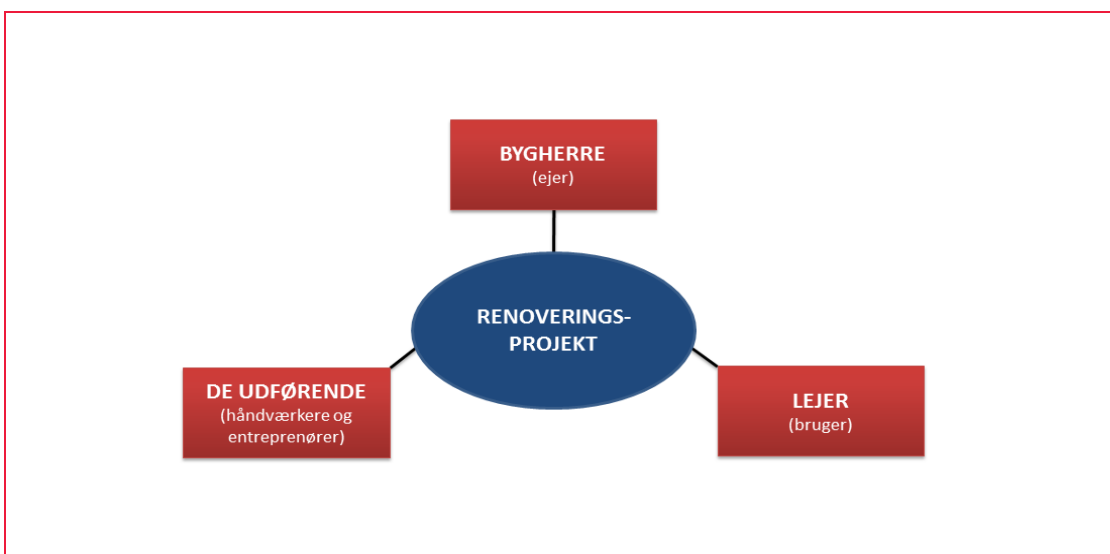 BYGHERRE
(ejer)
RENOVERINGS-
PROJEKT
DE UDFØRENDE
(håndværkere og
entreprenører)
LEJER
(bruger)